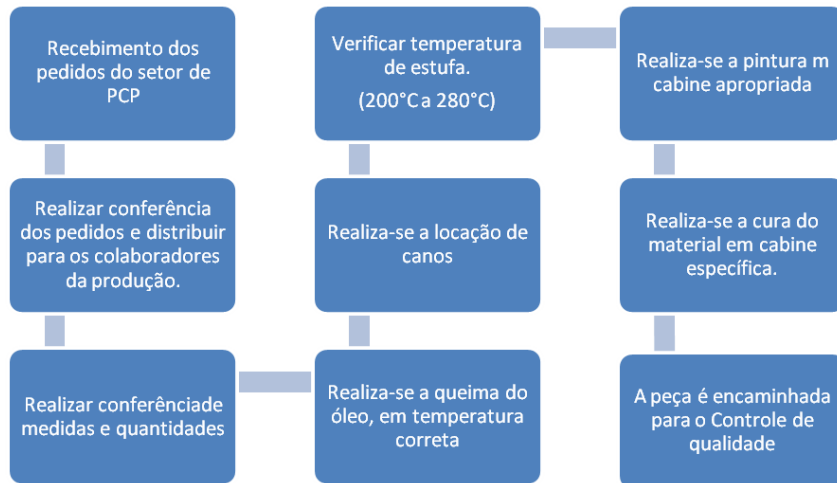 Recebimento dos
pedidos do setor de
PCP
Realizar conferência
dos pedidos e distribuir
para os colaboradores
da produção.
Realizar conferênciade
medidas e quantidades
Realiza-se a queima do
óleo, em temperatura
correta
Realiza-se a locação de
canos
Verificar temperatura
de estufa.
(200°C a 280°C)
Realiza-se a pintura m
cabine apropriada
Realiza-se a cura do
material em cabine
específica.
A peça é encaminhada
para o Controle de
qualidade